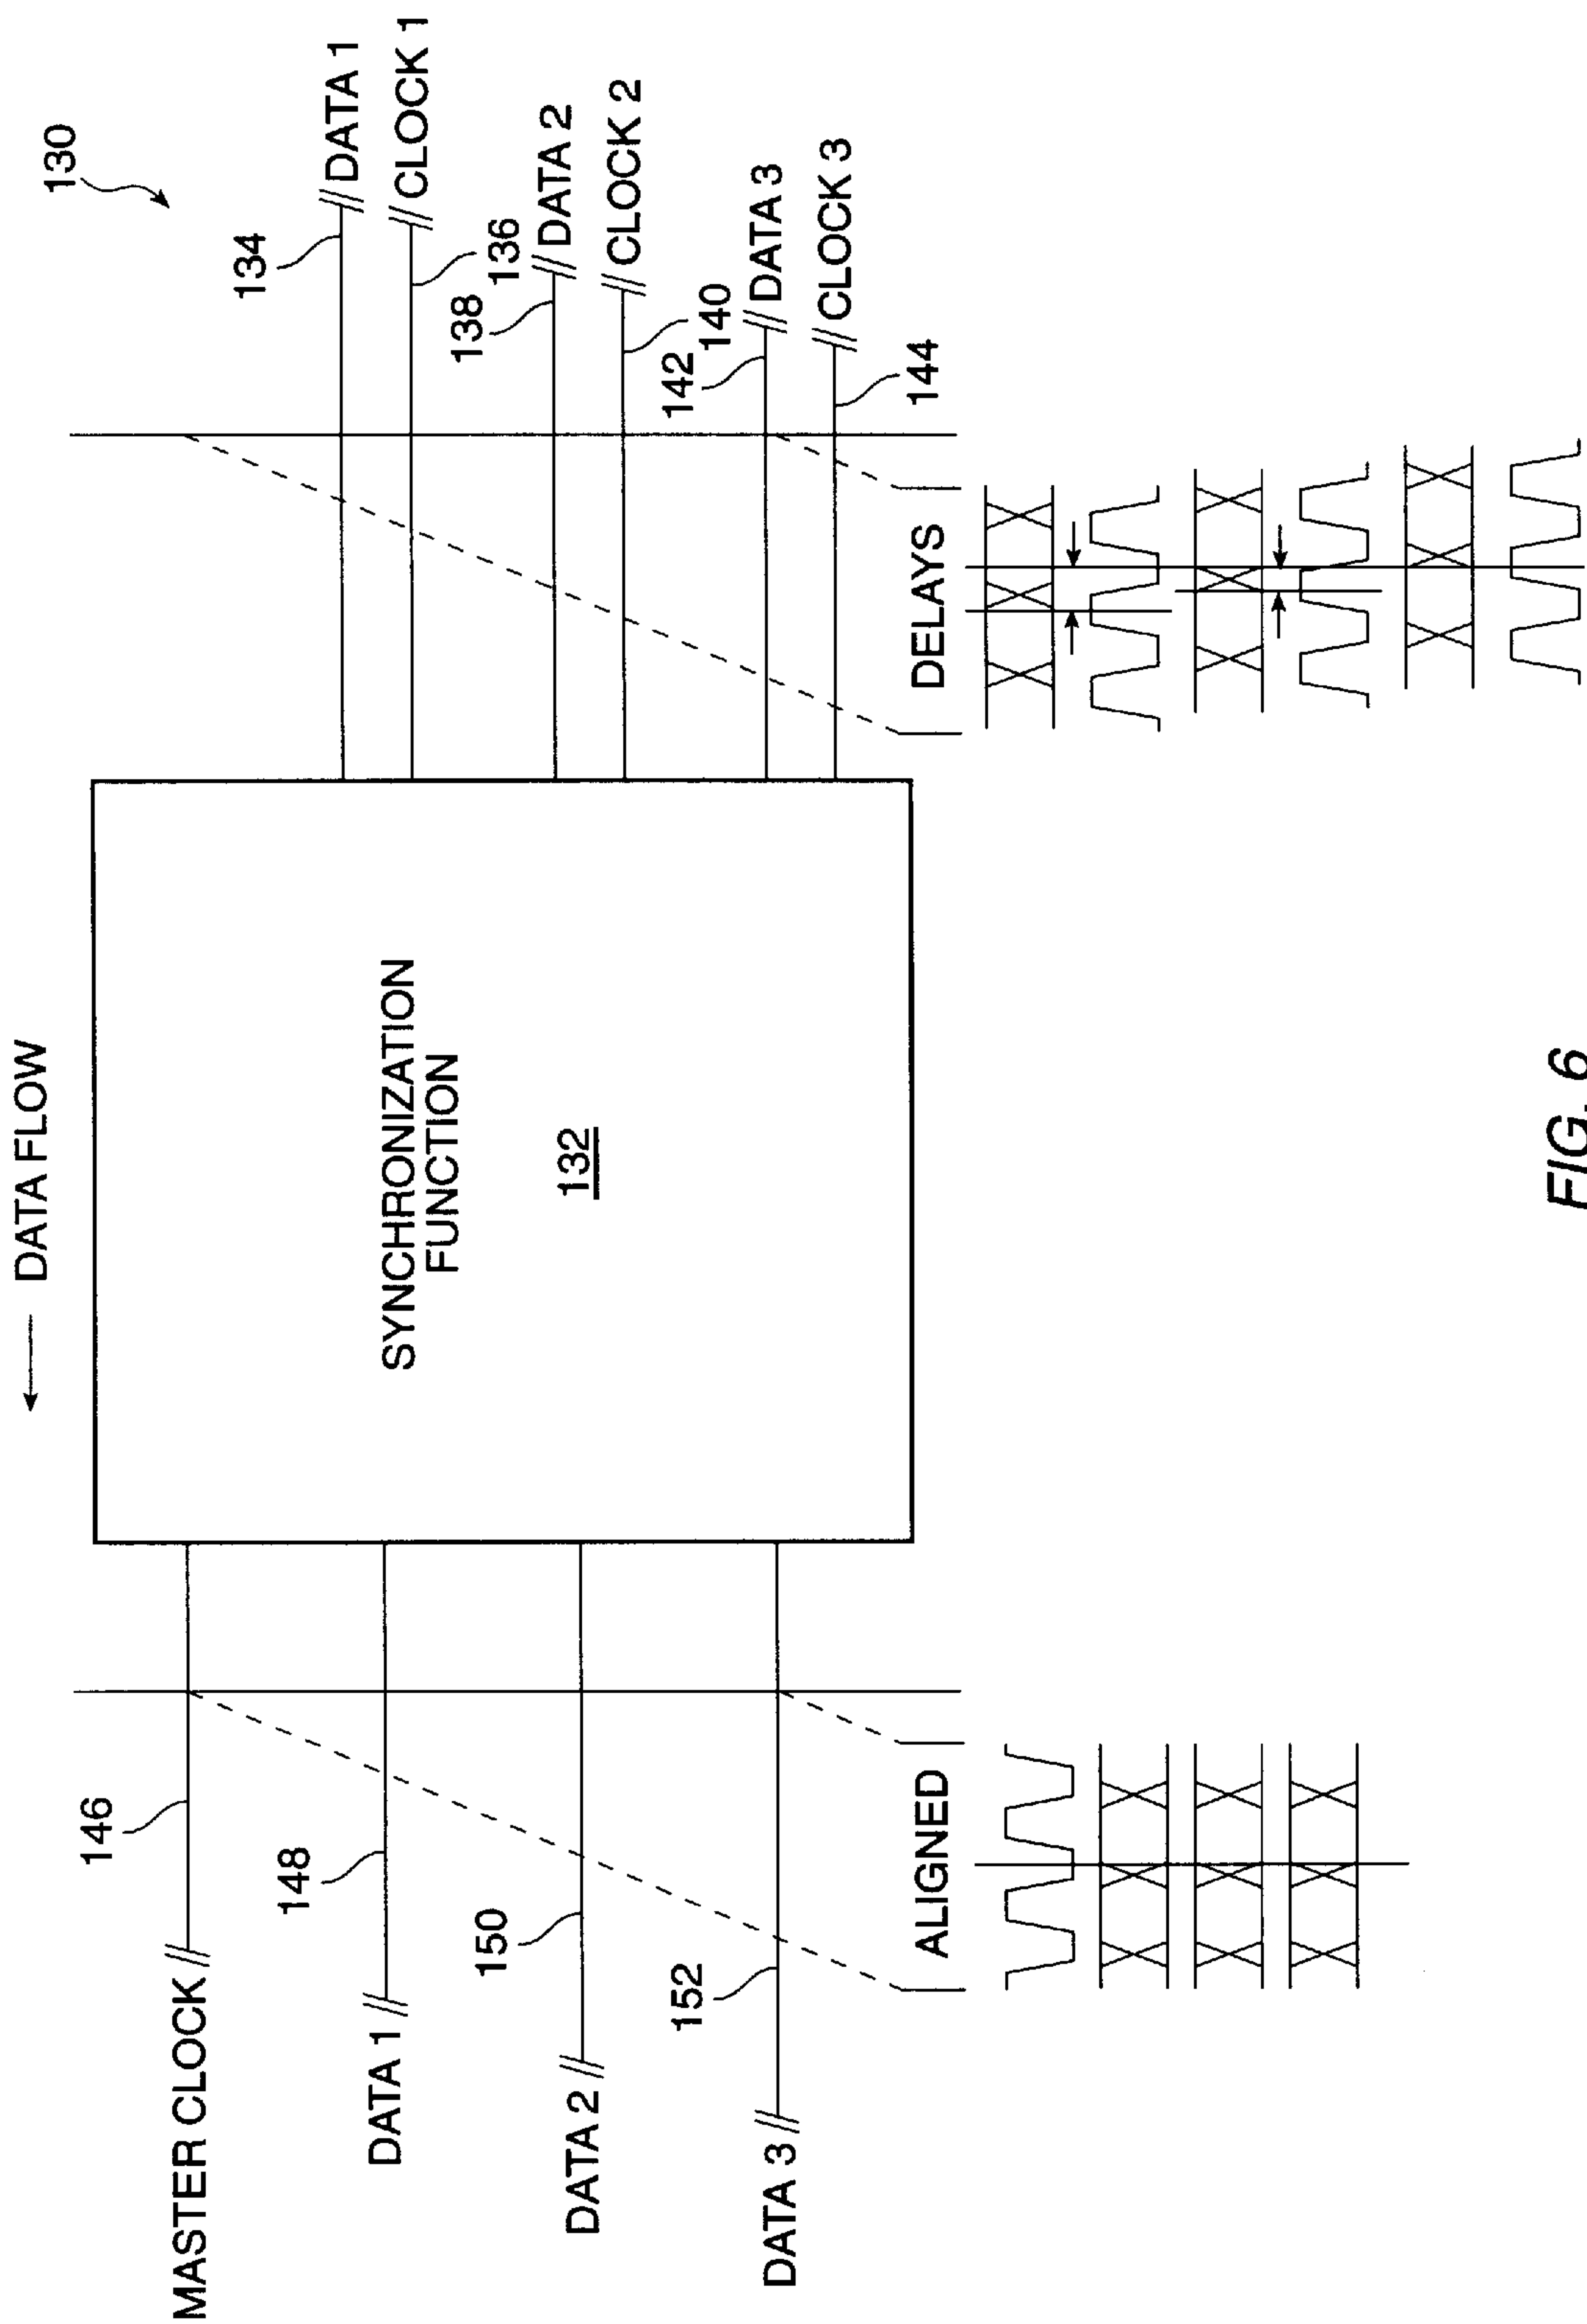 ← DATA FLOW
130
MASTER CLOCK
146
DATA 1
148
DATA 2
150
DATA 3
152
SYNCHRONIZATION
FUNCTION
132
134
DATA 1
CLOCK 1
136
138
DATA 2
CLOCK 2
140
142
DATA 3
CLOCK 3
144
ALIGNED
DELAYS
FIG. 6